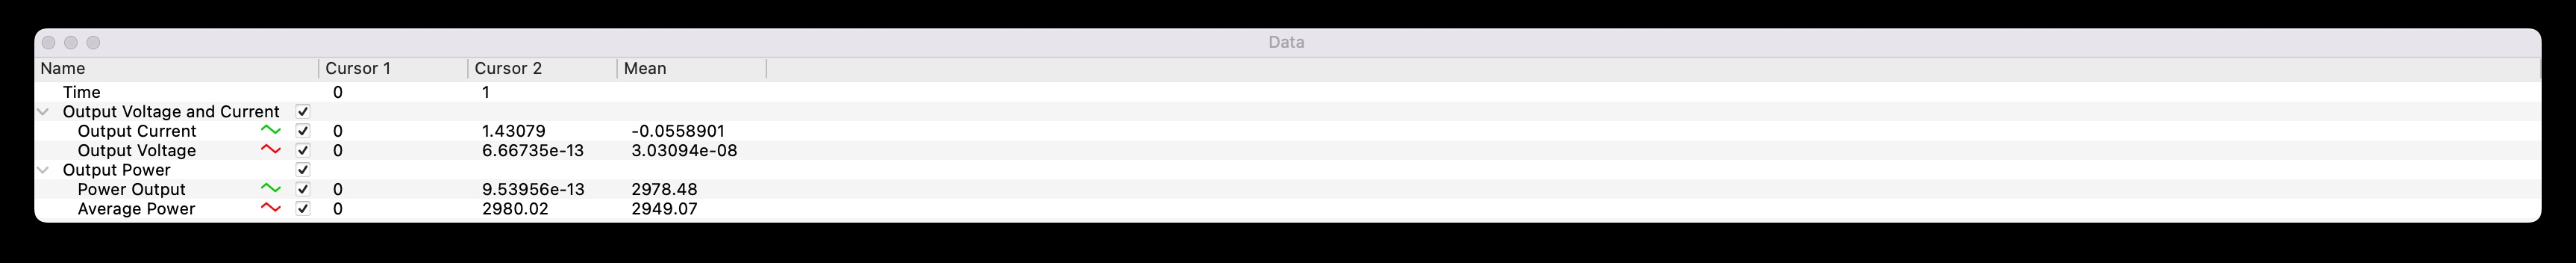 Data
Name Cursor 1 Cursor 2 Mean
Time 0 1
Output Voltage and Current
Output Current 0 1.43079 -0.0558901
Output Voltage 0 6.66735e-13 3.03094e-08
Output Power
Power Output 0 9.53956e-13 2978.48
Average Power 0 2980.02 2949.07